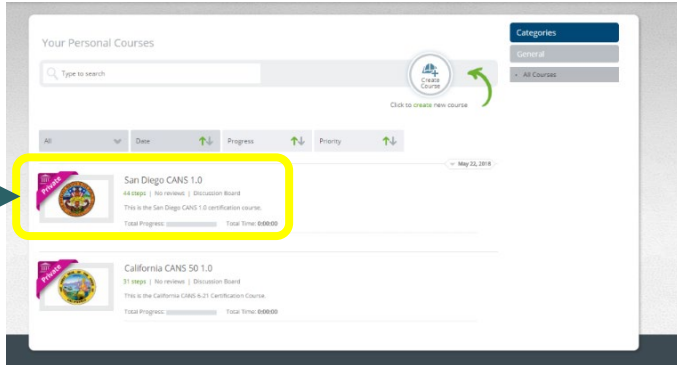 Your Personal Courses
Type to search
Create
Course
Click to create new course
Categories
General
All Courses
All Date Progress Priority
May 22, 2018
Private
San Diego CANS 1.0
44 steps | No reviews | Discussion Board
This is the San Diego CANS 1.0 certification course.
Total Progress: Total Time: 0:00:00
Private
California CANS 50 1.0
31 steps | No reviews | Discussion Board
This is the California CANS 6-21 Certification Course.
Total Progress: Total Time: 0:00:00